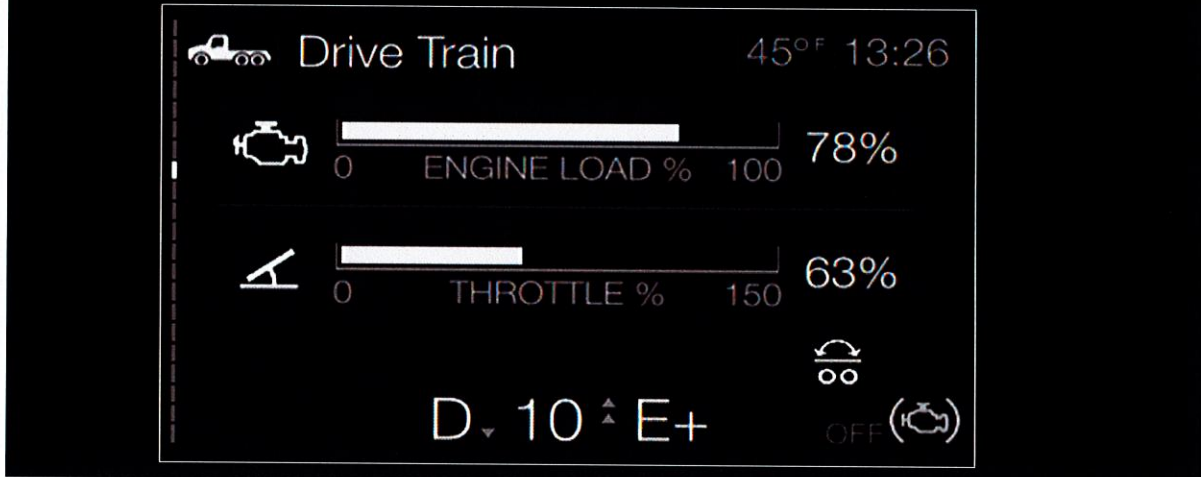 Drive Train 45°F 13:26
78%
0 ENGINE LOAD % 100
63%
0 THROTTLE % 150
D 10 E+
OFF